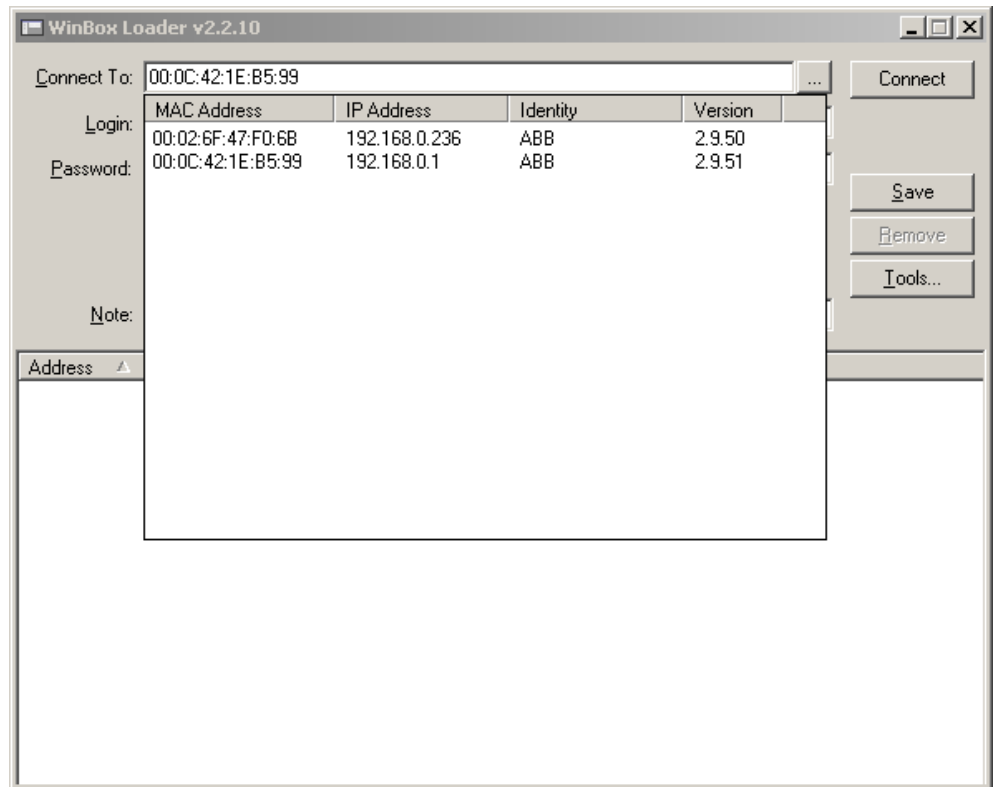 WinBox Loader v2.2.10
Connect To: 00:0C:42:1E:B5:99 ... Connect
MAC Address IP Address Identity Version
Login:
00:02:6F:47:F0:6B 192.168.0.236 ABB 2.9.50
00:0C:42:1E:B5:99 192.168.0.1 ABB 2.9.51
Password:
Save
Remove
Tools...
Note:
Address